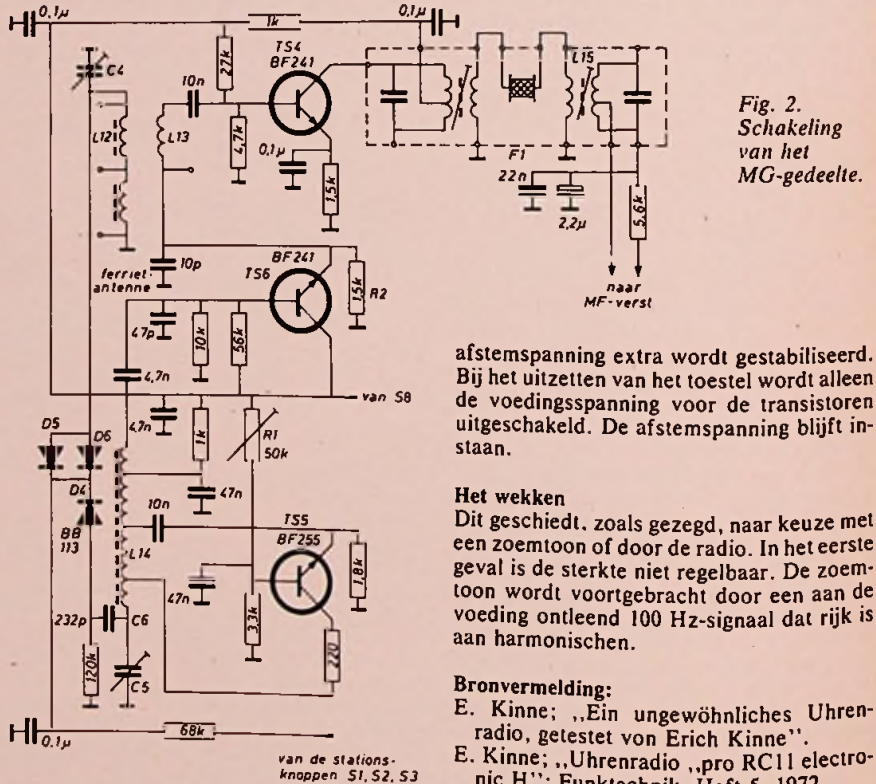 0,1µ
1k
0,1µ
TS4
BF241
27k
10n
C4
L12
L13
4,7k
0,1µ
1,5k
L15
F1
22n
2,2µ
5,6k
naar
MF-verst
Fig. 2.
Schakeling
van het
MG-gedeelte.
ferriet-
antenne
10p
BF241
TS6
1,5k
R2
47p
10k
56k
4,7n
van S8
4,7n
1k
R1
50k
D5
D6
D4
BB
113
47n
10n
TS5
BF255
L14
1,8k
47n
3,3k
232p
C6
220
120k
C5
0,1µ
68k
van de stations-
knoppen S1, S2, S3
afstemspanning extra wordt gestabiliseerd.
Bij het uitzetten van het toestel wordt alleen
de voedingsspanning voor de transistoren
uitgeschakeld. De afstemspanning blijft in-
staan.
Het wekken
Dit geschiedt, zoals gezegd, naar keuze met
een zoemtoon of door de radio. In het eerste
geval is de sterkte niet regelbaar. De zoem-
toon wordt voortgebracht door een aan de
voeding ontleend 100 Hz-signaal dat rijk is
aan harmonischen.
Bronvermelding:
E. Kinne; ,,Ein ungewöhnliches Uhren-
radio, getestet von Erich Kinne".
E. Kinne; ,,Uhrenradio ,,pro RC11 electro-
nic H"; Funktechnik, Heft 5, 1972.